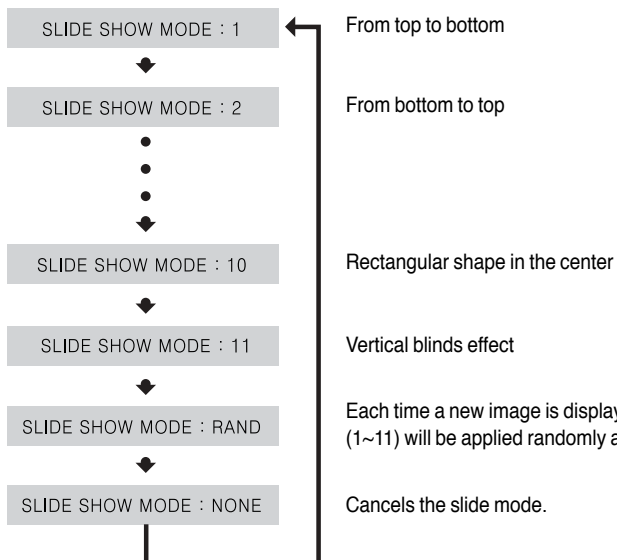 SLIDE SHOW MODE : 1
From top to bottom
SLIDE SHOW MODE : 2
From bottom to top
SLIDE SHOW MODE : 10
Rectangular shape in the center
SLIDE SHOW MODE : 11
Vertical blinds effect
SLIDE SHOW MODE : RAND
Each time a new image is
(1~11) will be applied randomly
SLIDE SHOW MODE : NONE
Cancels the slide mode.